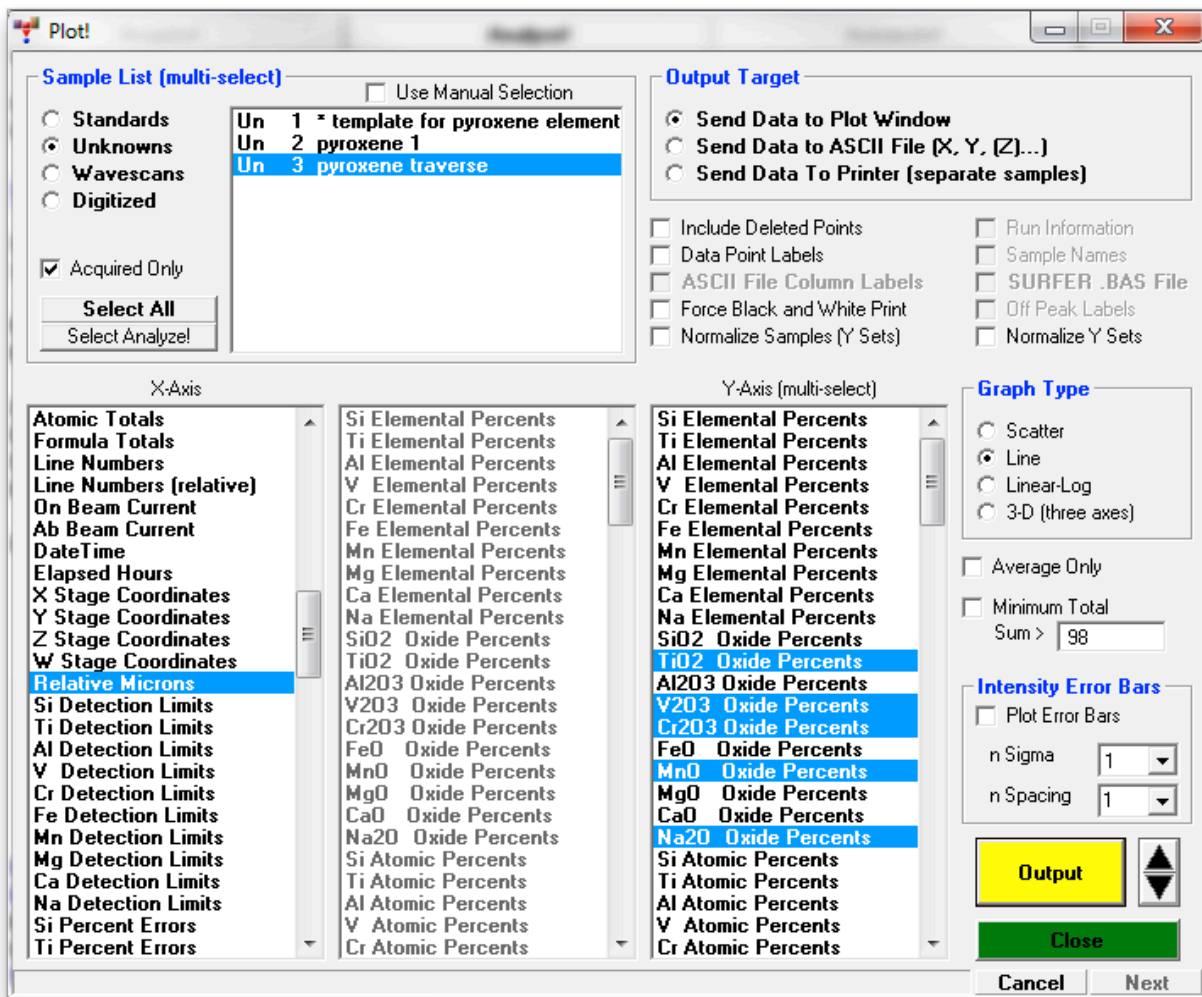 Plot!
Sample List (multi-select)
Use Manual Selection
Standards
Unknowns
Wavescans
Digitized
Acquired Only
Select All
Select Analyze!
Un 1 * template for pyroxene element
Un 2 pyroxene 1
Un 3 pyroxene traverse
Output Target
Send Data to Plot Window
Send Data to ASCII File (X, Y, (Z)...)
Send Data To Printer (separate samples)
Include Deleted Points
Data Point Labels
ASCII File Column Labels
Force Black and White Print
Normalize Samples (Y Sets)
Run Information
Sample Names
SURFER .BAS File
Off Peak Labels
Normalize Y Sets
X-Axis
Atomic Totals
Formula Totals
Line Numbers
Line Numbers (relative)
On Beam Current
Ab Beam Current
DateTime
Elapsed Hours
X Stage Coordinates
Y Stage Coordinates
Z Stage Coordinates
W Stage Coordinates
Relative Microns
Si Detection Limits
Ti Detection Limits
Al Detection Limits
V Detection Limits
Cr Detection Limits
Fe Detection Limits
Mn Detection Limits
Mg Detection Limits
Ca Detection Limits
Na Detection Limits
Si Percent Errors
Ti Percent Errors
Si Elemental Percents
Ti Elemental Percents
Al Elemental Percents
V Elemental Percents
Cr Elemental Percents
Fe Elemental Percents
Mn Elemental Percents
Mg Elemental Percents
Ca Elemental Percents
Na Elemental Percents
SiO2 Oxide Percents
TiO2 Oxide Percents
Al2O3 Oxide Percents
V2O3 Oxide Percents
Cr2O3 Oxide Percents
FeO Oxide Percents
MnO Oxide Percents
MgO Oxide Percents
CaO Oxide Percents
Na2O Oxide Percents
Si Atomic Percents
Ti Atomic Percents
Al Atomic Percents
V Atomic Percents
Cr Atomic Percents
Y-Axis (multi-select)
Si Elemental Percents
Ti Elemental Percents
Al Elemental Percents
V Elemental Percents
Cr Elemental Percents
Fe Elemental Percents
Mn Elemental Percents
Mg Elemental Percents
Ca Elemental Percents
Na Elemental Percents
SiO2 Oxide Percents
TiO2 Oxide Percents
Al2O3 Oxide Percents
V2O3 Oxide Percents
Cr2O3 Oxide Percents
FeO Oxide Percents
MnO Oxide Percents
MgO Oxide Percents
CaO Oxide Percents
Na2O Oxide Percents
Si Atomic Percents
Ti Atomic Percents
Al Atomic Percents
V Atomic Percents
Cr Atomic Percents
Graph Type
Scatter
Line
Linear-Log
3-D (three axes)
Average Only
Minimum Total
Sum > 98
Intensity Error Bars
Plot Error Bars
n Sigma 1
n Spacing 1
Output
Close
Cancel
Next